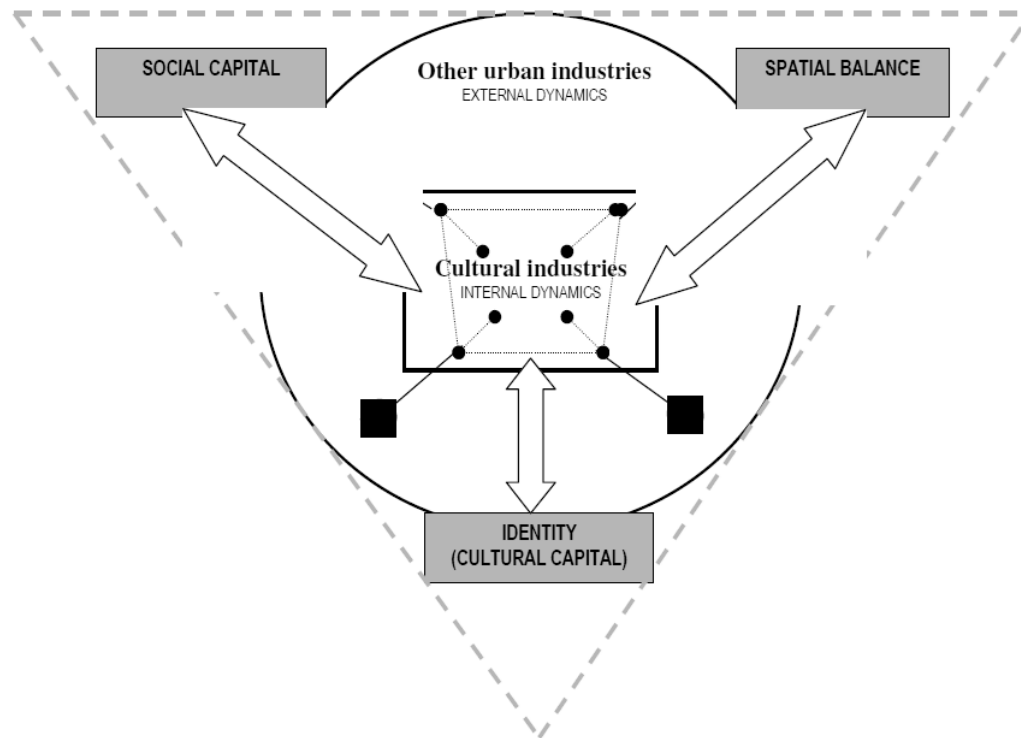 SOCIAL CAPITAL
Other urban industries
EXTERNAL DYNAMICS
SPATIAL BALANCE
Cultural industries
INTERNAL DYNAMICS
IDENTITY
(CULTURAL CAPITAL)